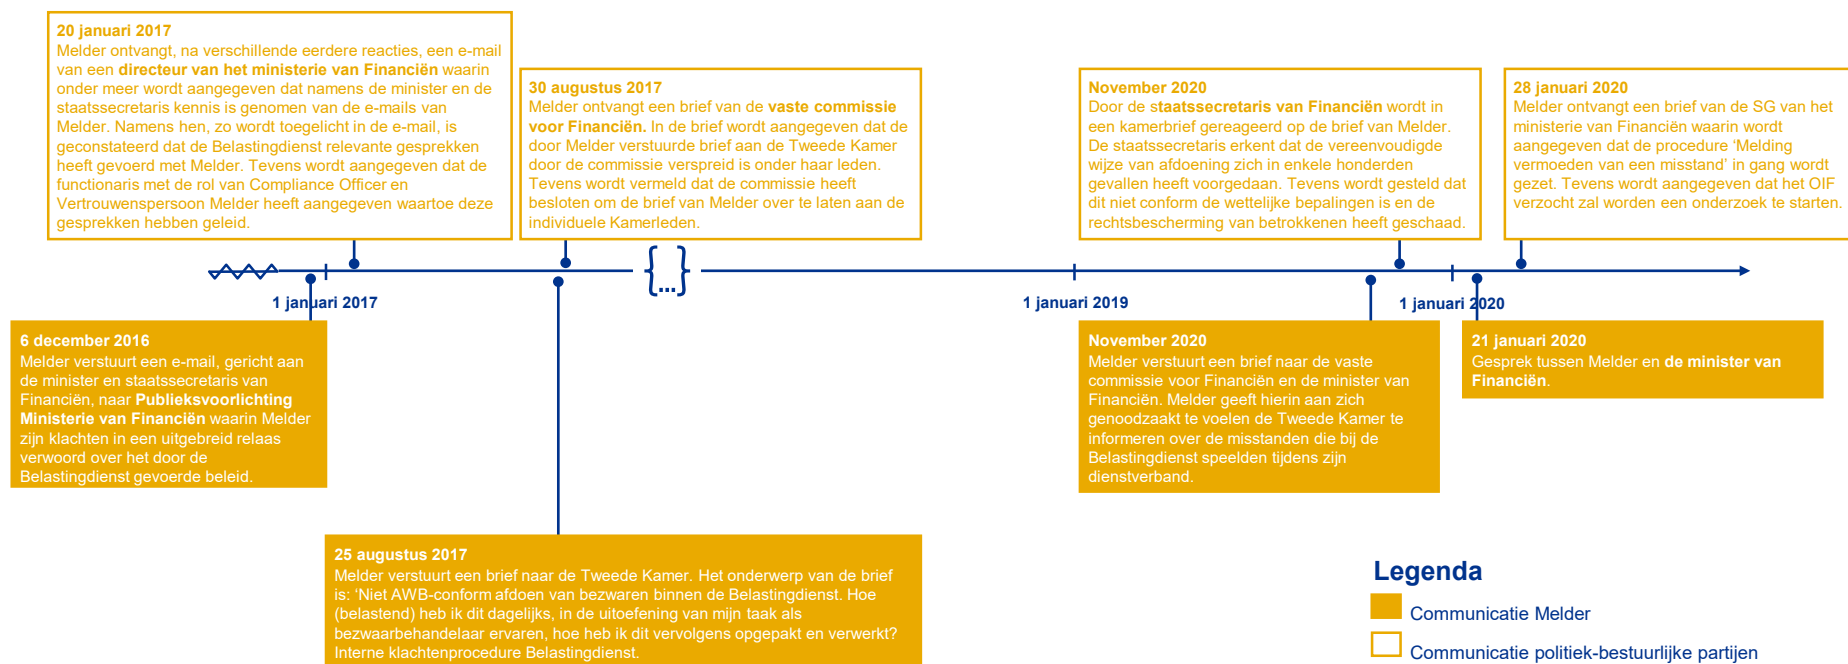 20 januari 2017
Melder ontvangt, na verschillende eerdere reacties, een e-mail
van een directeur van het ministerie van Financiën waarin
onder meer wordt aangegeven dat namens de minister en de
staatssecretaris kennis is genomen van de e-mails van
Melder. Namens hen, zo wordt toegelicht in de e-mail, is
geconstateerd dat de Belastingdienst relevante gesprekken
heeft gevoerd met Melder. Tevens wordt aangegeven dat de
functionaris met de rol van Compliance Officer en
Vertrouwenspersoon Melder heeft aangegeven waartoe deze
gesprekken hebben geleid.
30 augustus 2017
Melder ontvangt een brief van de vaste commissie
voor Financiën. In de brief wordt aangegeven dat de
door Melder verstuurde brief aan de Tweede Kamer
door de commissie verspreid is onder haar leden.
Tevens wordt vermeld dat de commissie heeft
besloten om de brief van Melder over te laten aan de
individuele Kamerleden.
November 2020
Door de staatssecretaris van Financiën wordt in
een kamerbrief gereageerd op de brief van Melder.
De staatssecretaris erkent dat de vereenvoudigde
wijze van afdoening zich in enkele honderden
gevallen heeft voorgedaan. Tevens wordt gesteld dat
dit niet conform de wettelijke bepalingen is en de
rechtsbescherming van betrokkenen heeft geschaad.
28 januari 2020
Melder ontvangt een brief van de SG van het
ministerie van Financiën waarin wordt
aangegeven dat de procedure ‘Melding
vermoeden van een misstand’ in gang wordt
gezet. Tevens wordt aangegeven dat het OIF
verzocht zal worden een onderzoek te starten.
{...}
1 januari 2017
1 januari 2019
1 januari 2020
6 december 2016
Melder verstuurt een e-mail, gericht aan
de minister en staatssecretaris van
Financiën, naar Publieksvoorlichting
Ministerie van Financiën waarin Melder
zijn klachten in een uitgebreid relaas
verwoord over het door de
Belastingdienst gevoerde beleid.
November 2020
Melder verstuurt een brief naar de vaste
commissie voor Financiën en de minister van
Financiën. Melder geeft hierin aan zich
genoodzaakt te voelen de Tweede Kamer te
informeren over de misstanden die bij de
Belastingdienst speelden tijdens zijn
dienstverband.
21 januari 2020
Gesprek tussen Melder en de minister van
Financiën.
25 augustus 2017
Melder verstuurt een brief naar de Tweede Kamer. Het onderwerp van de brief
is: ‘Niet AWB-conform afdoen van bezwaren binnen de Belastingdienst. Hoe
(belastend) heb ik dit dagelijks, in de uitoefening van mijn taak als
bezwaarbehandelaar ervaren, hoe heb ik dit vervolgens opgepakt en verwerkt?
Interne klachtenprocedure Belastingdienst.
Legenda
Communicatie Melder
Communicatie politiek-bestuurlijke partijen